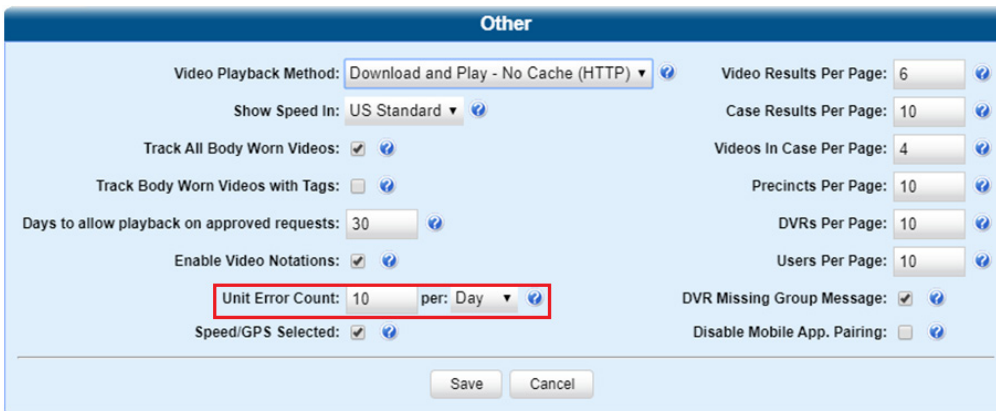 Other
Video Playback Method: Download and Play - No Cache (HTTP)
Video Results Per Page: 6
Show Speed In: US Standard
Case Results Per Page: 10
Track All Body Worn Videos:
Videos In Case Per Page: 4
Track Body Worn Videos with Tags:
Precincts Per Page: 10
Days to allow playback on approved requests: 30
DVRs Per Page: 10
Enable Video Notations:
Users Per Page: 10
Unit Error Count: 10 per: Day
DVR Missing Group Message:
Speed/GPS Selected:
Disable Mobile App. Pairing:
Save Cancel